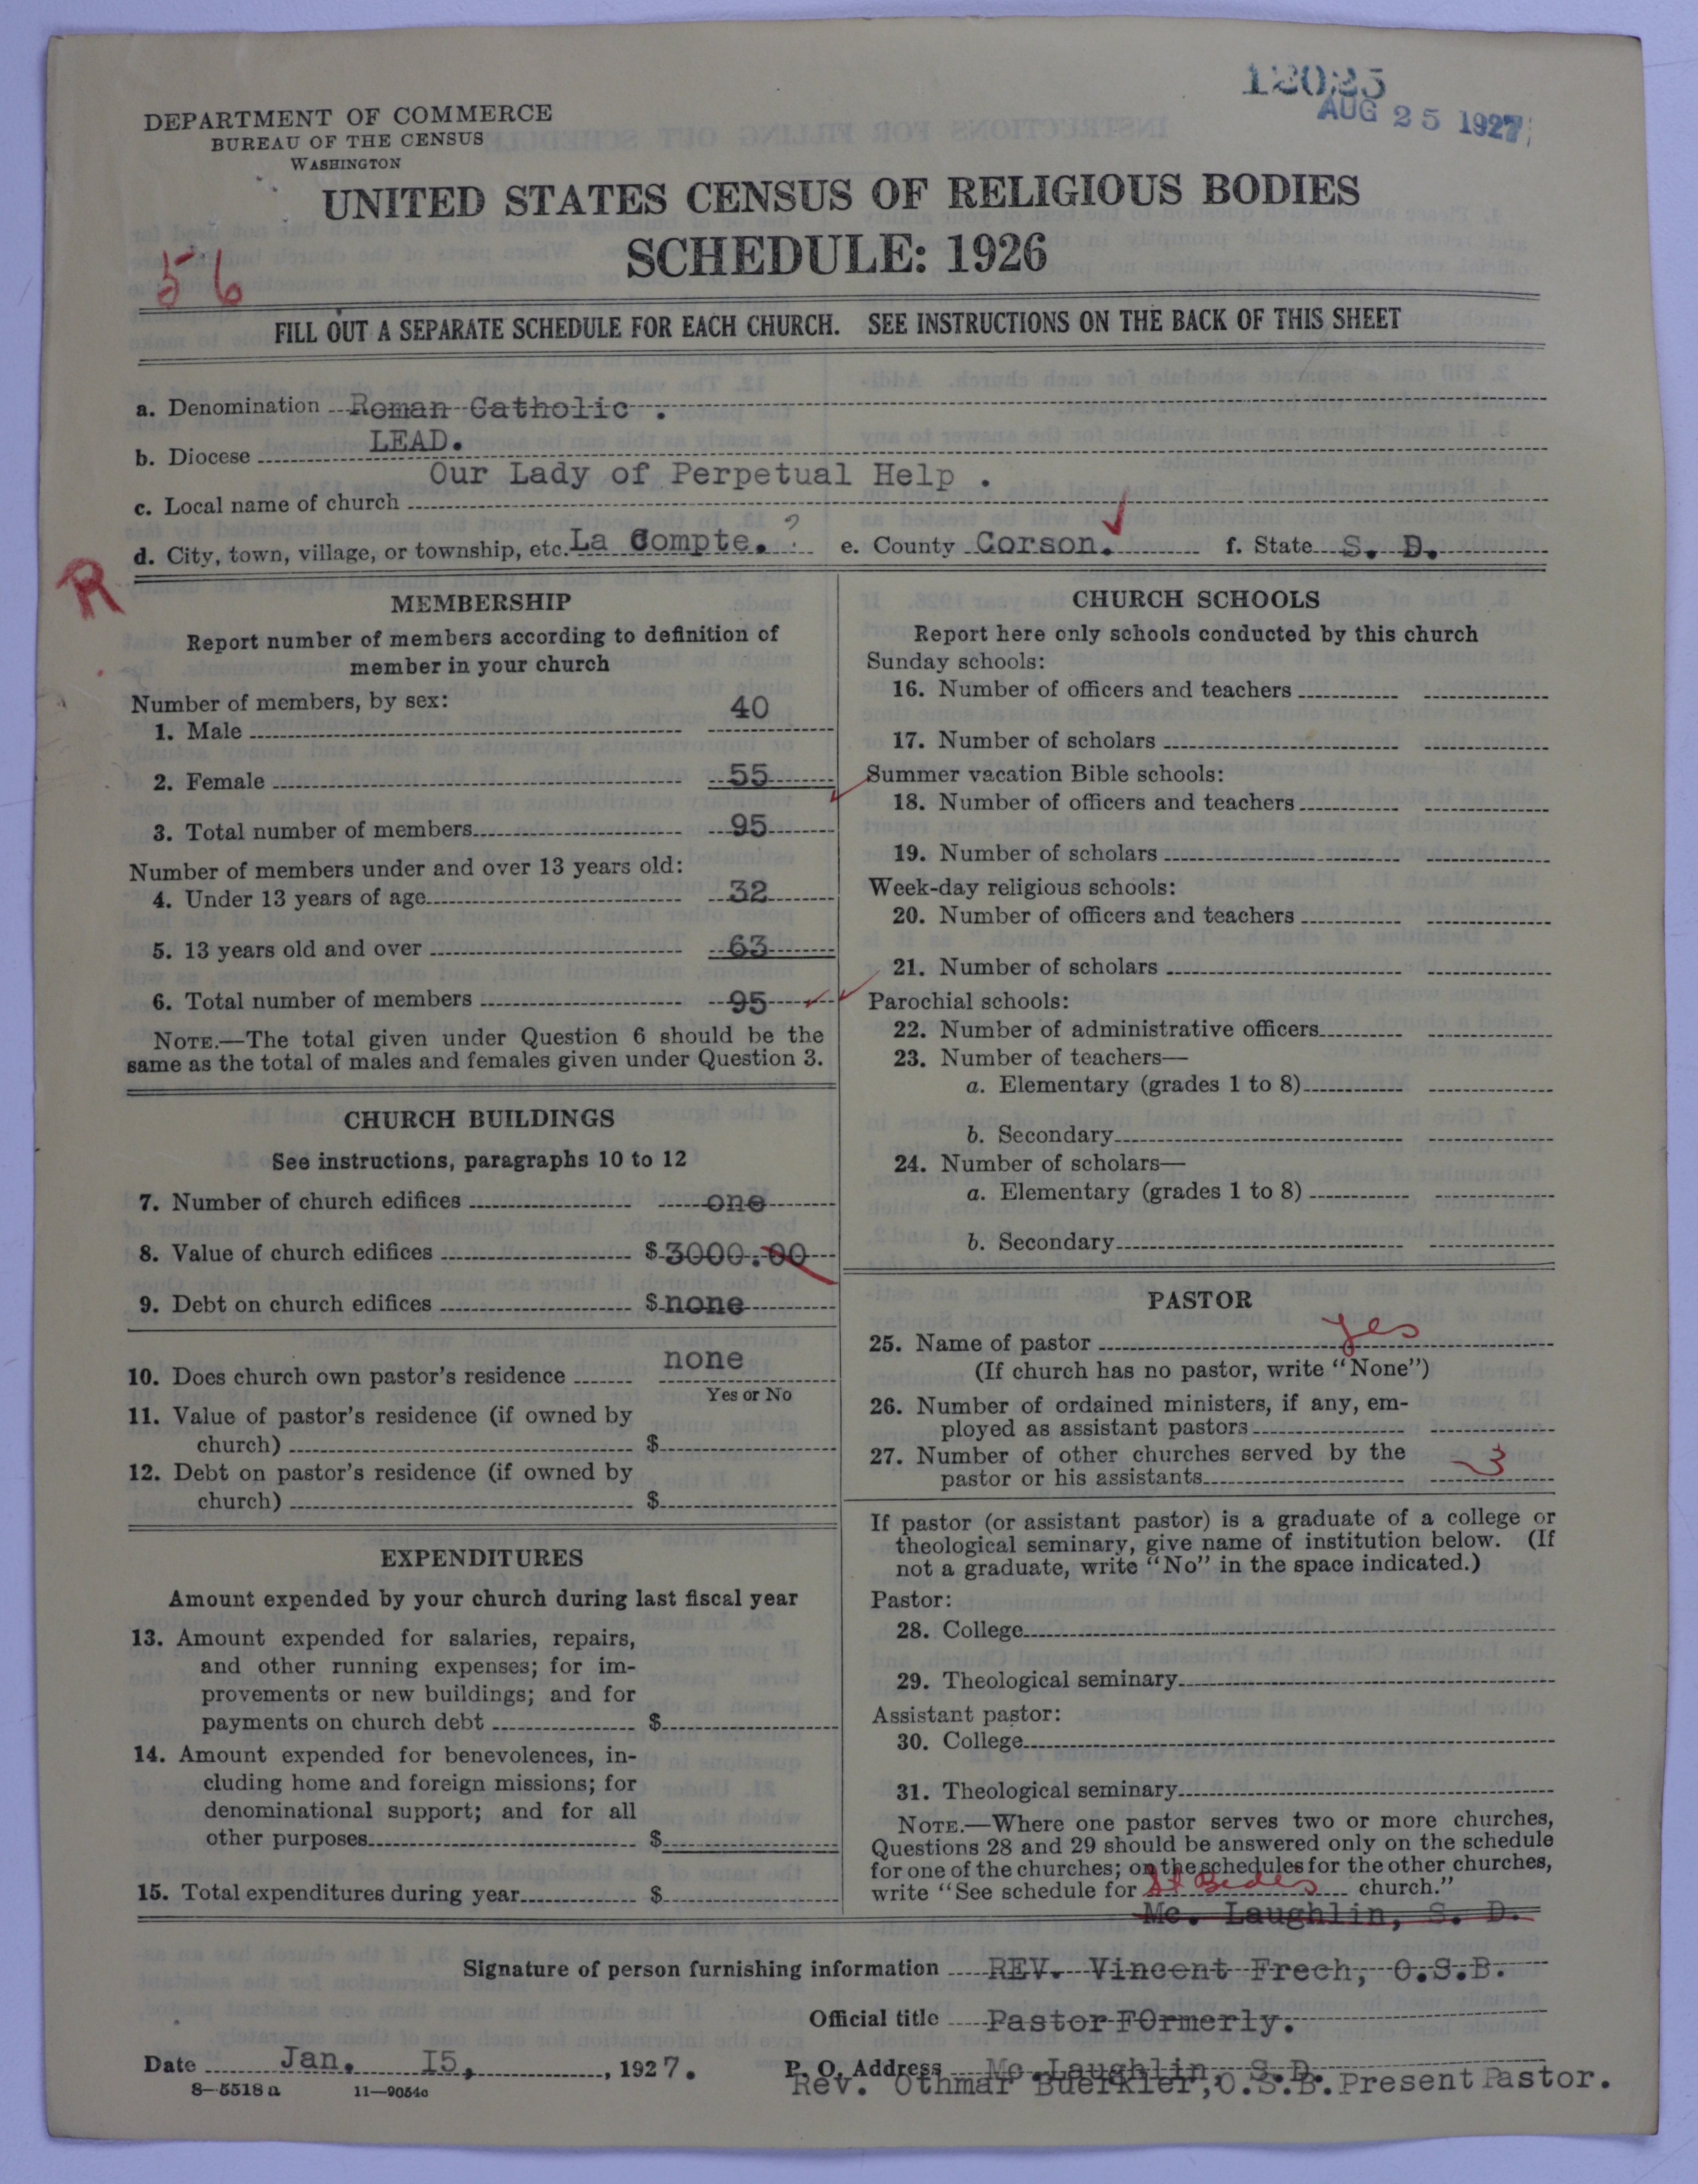 12025
AUG 25 1927
DEPARTMENT OF COMMERCE
BUREAU OF THE CENSUS
WASHINGTON
UNITED STATES CENSUS OF RELIGIOUS BODIES
SCHEDULE: 1926
56
FILL OUT A SEPARATE SCHEDULE FOR EACH CHURCH. SEE INSTRUCTIONS ON THE BACK OF THIS SHEET
a. Denomination Roman Catholic .
b. Diocese LEAD.
c. Local name of church Our Lady of Perpetual Help .
d. City, town, village, or township, etc. La Compte. ? e. County Corson. f. State S. D.
R
MEMBERSHIP
Report number of members according to definition of
member in your church
Number of members, by sex:
1. Male 40
2. Female 55
3. Total number of members 95
Number of members under and over 13 years old:
4. Under 13 years of age 32
5. 13 years old and over 63
6. Total number of members 95
NOTE.—The total given under Question 6 should be the
same as the total of males and females given under Question 3.
CHURCH BUILDINGS
See instructions, paragraphs 10 to 12
7. Number of church edifices one
8. Value of church edifices $ 3000.00
9. Debt on church edifices $ none
10. Does church own pastor's residence none
Yes or No
11. Value of pastor's residence (if owned by
church) $
12. Debt on pastor's residence (if owned by
church) $
EXPENDITURES
Amount expended by your church during last fiscal year
13. Amount expended for salaries, repairs,
and other running expenses; for im-
provements or new buildings; and for
payments on church debt $
14. Amount expended for benevolences, in-
cluding home and foreign missions; for
denominational support; and for all
other purposes $
15. Total expenditures during year $
CHURCH SCHOOLS
Report here only schools conducted by this church
Sunday schools:
16. Number of officers and teachers
17. Number of scholars
Summer vacation Bible schools:
18. Number of officers and teachers
19. Number of scholars
Week-day religious schools:
20. Number of officers and teachers
21. Number of scholars
Parochial schools:
22. Number of administrative officers
23. Number of teachers—
a. Elementary (grades 1 to 8)
b. Secondary
24. Number of scholars—
a. Elementary (grades 1 to 8)
b. Secondary
PASTOR
25. Name of pastor yes
(If church has no pastor, write "None")
26. Number of ordained ministers, if any, em-
ployed as assistant pastors
27. Number of other churches served by the
pastor or his assistants 3
If pastor (or assistant pastor) is a graduate of a college or
theological seminary, give name of institution below. (If
not a graduate, write "No" in the space indicated.)
Pastor:
28. College
29. Theological seminary
Assistant pastor:
30. College
31. Theological seminary
NOTE.—Where one pastor serves two or more churches,
Questions 28 and 29 should be answered only on the schedule
for one of the churches; on the schedules for the other churches,
write "See schedule for St Bedes church."
Mc. Laughlin, S. D.
Signature of person furnishing information REV. Vincent Frech, O.S.B.
Official title Pastor FOrmerly.
Date Jan. I5, 1927. P. O. Address Mc.Laughlin, S.D.
8-5518 a 11-9054c Rev. Othmar Buerkler,O.S.B.Present Pastor.